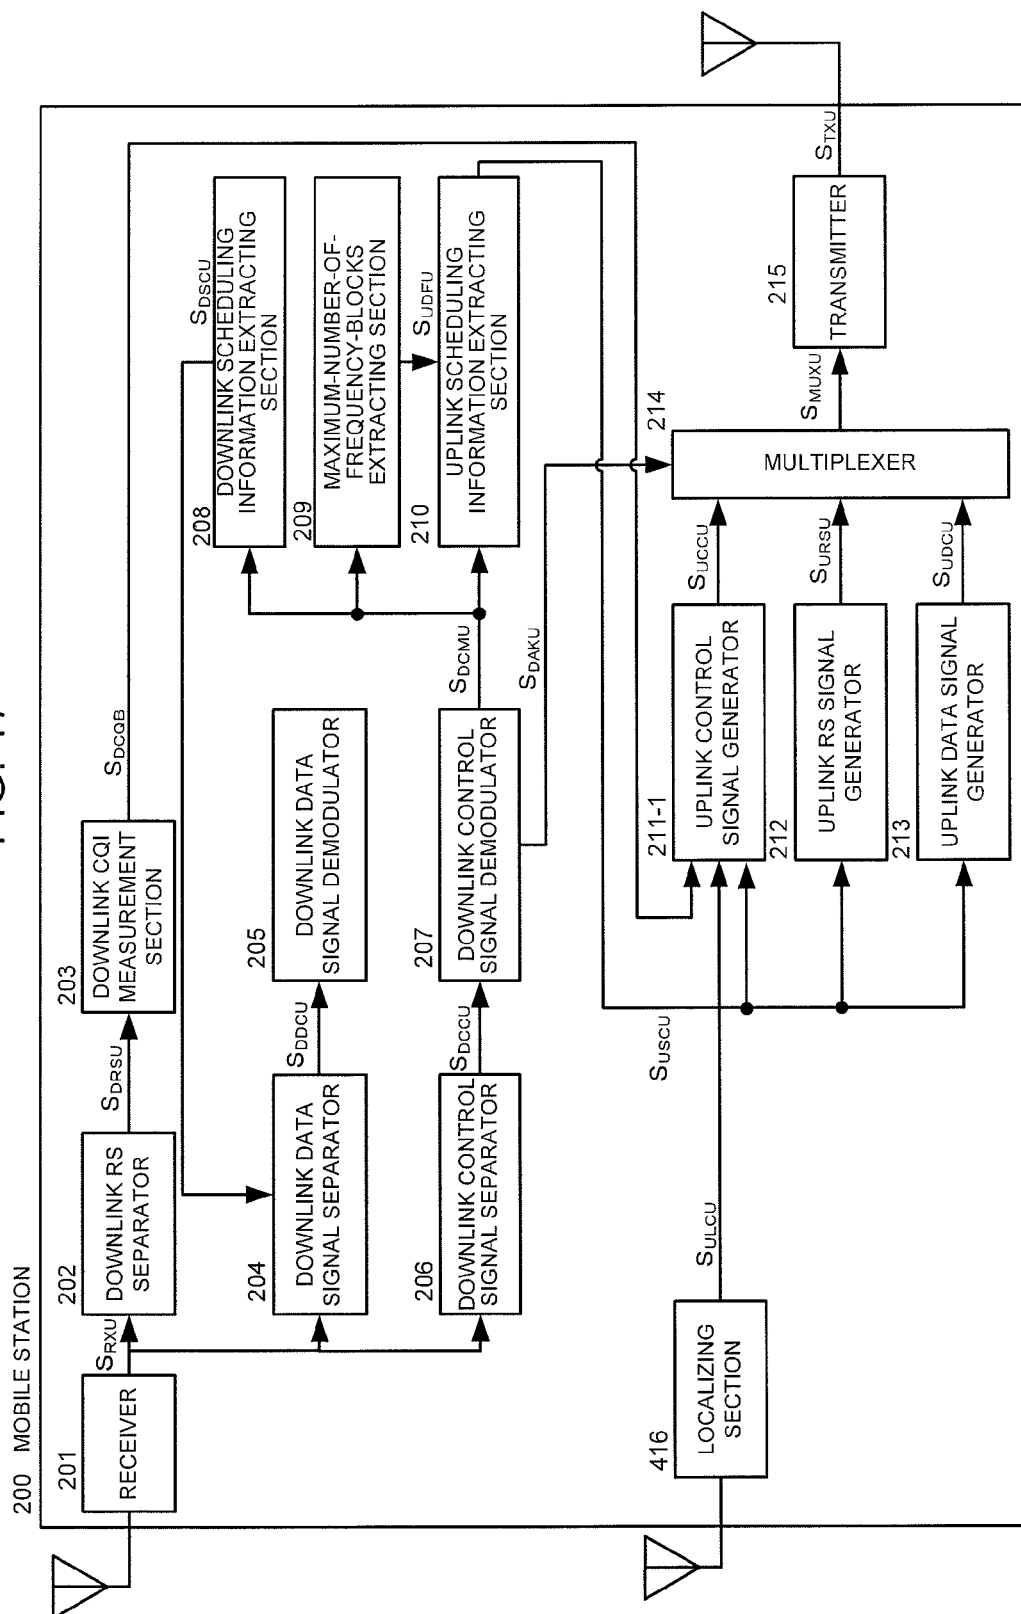 200 MOBILE STATION
201
RECEIVER
SRXU
202
DOWNLINK RS
SEPARATOR
SDRSU
203
DOWNLINK CQI
MEASUREMENT
SECTION
SDCQB
204
DOWNLINK DATA
SIGNAL SEPARATOR
SDDCU
205
DOWNLINK DATA
SIGNAL DEMODULATOR
206
DOWNLINK CONTROL
SIGNAL SEPARATOR
SDCCU
207
DOWNLINK CONTROL
SIGNAL DEMODULATOR
SDCMU
SDAKU
208
DOWNLINK SCHEDULING
INFORMATION EXTRACTING
SECTION
SDSCU
209
MAXIMUM-NUMBER-OF-
FREQUENCY-BLOCKS
EXTRACTING SECTION
SUDFU
210
UPLINK SCHEDULING
INFORMATION EXTRACTING
SECTION
416
LOCALIZING
SECTION
SULCU
SUSCU
211-1
UPLINK CONTROL
SIGNAL GENERATOR
SUCCU
212
UPLINK RS SIGNAL
GENERATOR
SURSU
213
UPLINK DATA SIGNAL
GENERATOR
SUDCU
214
MULTIPLEXER
SMUXU
215
TRANSMITTER
STXU